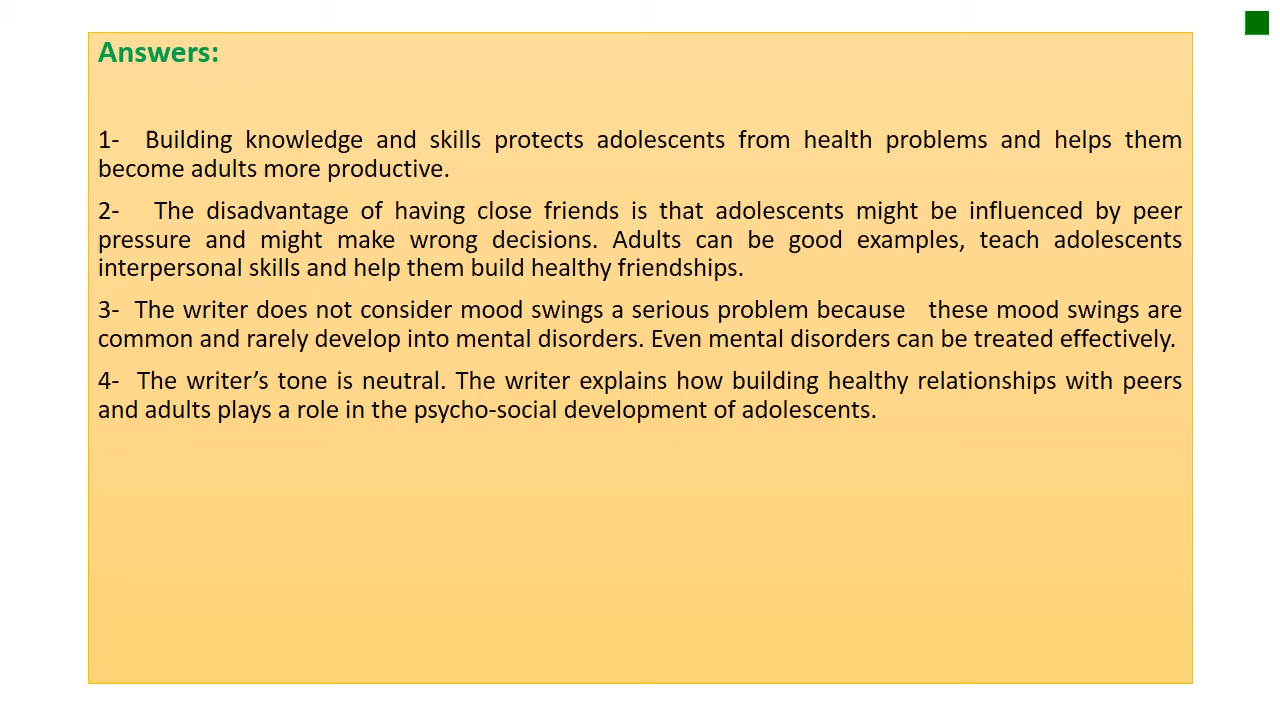 Answers:
1- Building knowledge and skills protects adolescents from health problems and helps them
become adults more productive.
2- The disadvantage of having close friends is that adolescents might be influenced by peer
pressure and might make wrong decisions. Adults can be good examples, teach adolescents
interpersonal skills and help them build healthy friendships.
3- The writer does not consider mood swings a serious problem because these mood swings are
common and rarely develop into mental disorders. Even mental disorders can be treated effectively.
4- The writer’s tone is neutral. The writer explains how building healthy relationships with peers
and adults plays a role in the psycho-social development of adolescents.